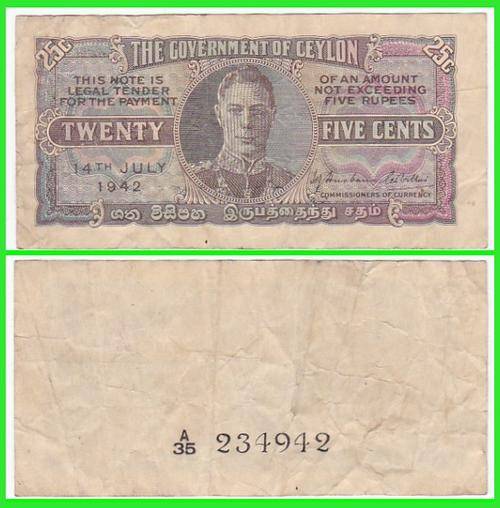 25C THE GOVERNMENT OF CEYLON 25C
THIS NOTE IS
LEGAL TENDER
FOR THE PAYMENT
OF AN AMOUNT
NOT EXCEEDING
FIVE RUPEES
TWENTY FIVE CENTS
14TH JULY
1942
COMMISSIONERS OF CURRENCY
ශත විසිපහ இருபத்தைந்து சதம்
A/35 234942